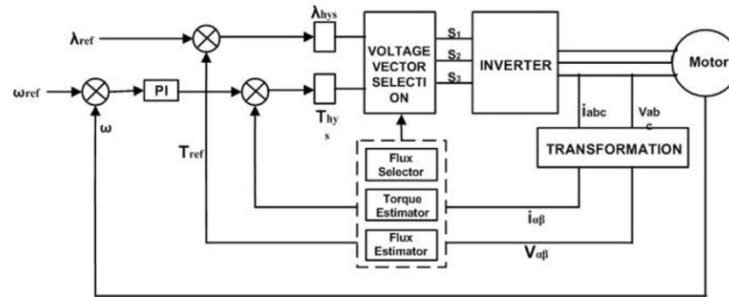 λref
λhys
VOLTAGE
VECTOR
SELECTI
ON
S1
S2
S3
INVERTER
Motor
ωref
PI
ω
Thy
s
Tref
iabc
Vab
c
TRANSFORMATION
Flux
Selector
Torque
Estimator
Flux
Estimator
iαβ
Vαβ